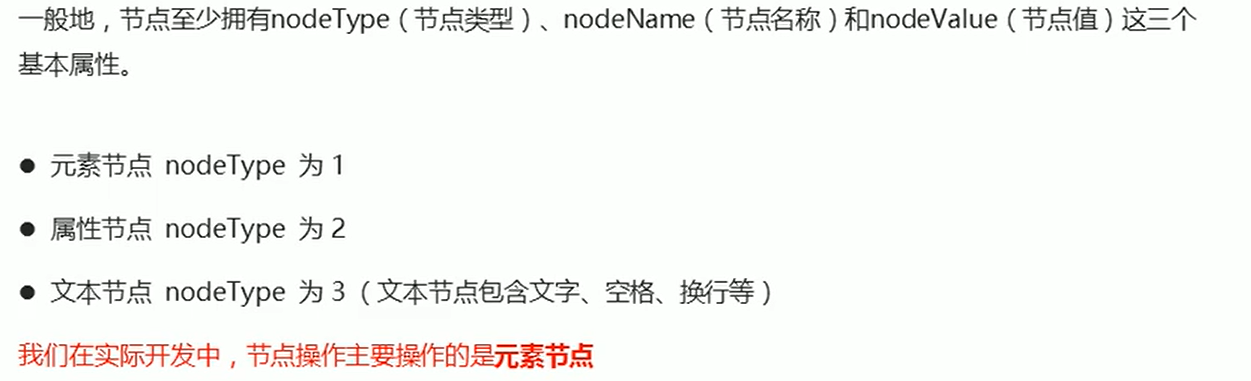 一般地，节点至少拥有nodeType（节点类型）、nodeName（节点名称）和nodeValue（节点值）这三个
基本属性。
● 元素节点 nodeType 为 1
● 属性节点 nodeType 为 2
● 文本节点 nodeType 为 3（文本节点包含文字、空格、换行等）
我们在实际开发中，节点操作主要操作的是元素节点